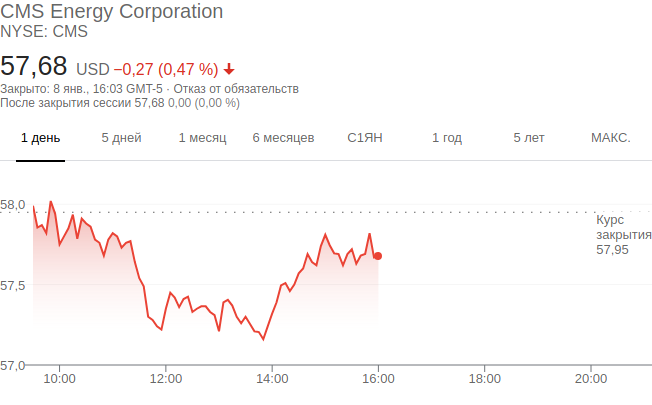 CMS Energy Corporation
NYSE: CMS
57,68 USD −0,27 (0,47 %)
Закрыто: 8 янв., 16:03 GMT-5 · Отказ от обязательств
После закрытия сессии 57,68 0,00 (0,00 %)
1 день 5 дней 1 месяц 6 месяцев С1ЯН 1 год 5 лет МАКС.
58,0
Курс
закрытия
57,95
57,5
57,0
10:00 12:00 14:00 16:00 18:00 20:00